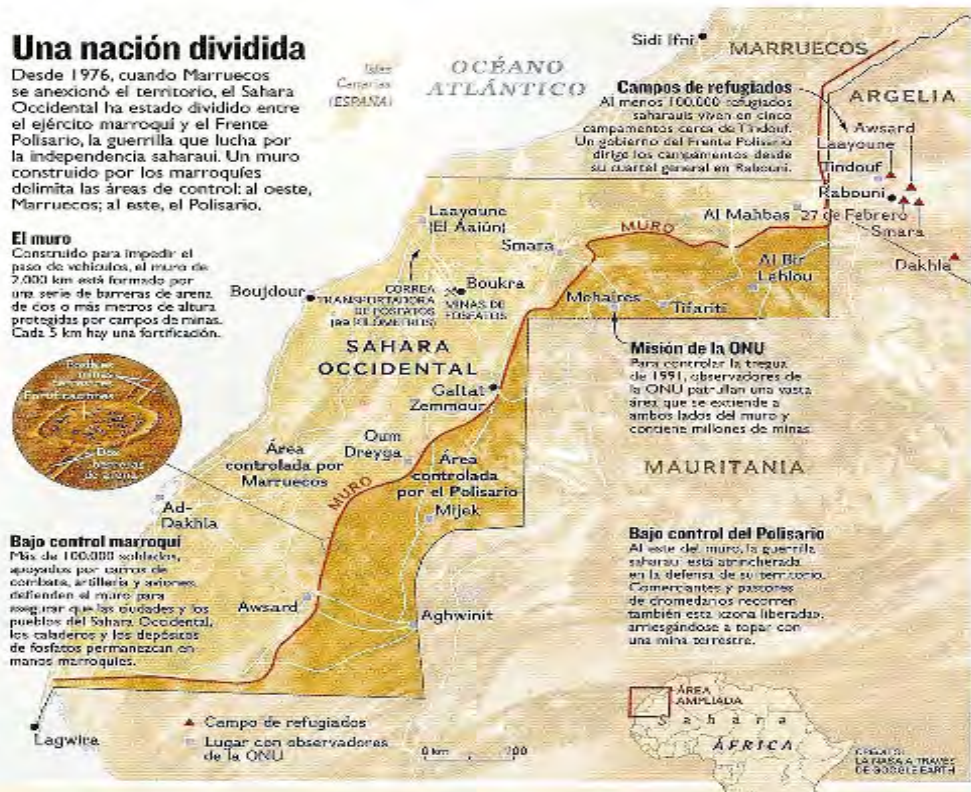 Una nación dividida
Desde 1976, cuando Marruecos
se anexionó el territorio, el Sahara
Occidental ha estado dividido entre
el ejército marroquí y el Frente
Polisario, la guerrilla que lucha por
la independencia saharaui. Un muro
construido por los marroquíes
delimita las áreas de control: al oeste,
Marruecos; al este, el Polisario.
El muro
Construido para impedir el
paso de vehículos, el muro de
2.000 km está formado por
una serie de barreras de arena
de dos o más metros de altura
protegidas por campos de minas.
Cada 5 km hay una fortificación.
Fortificaciones
Dos
barreras
de arena
Bajo control marroquí
Más de 100.000 soldados,
apoyados por carros de
combate, artillería y aviones,
defienden el muro para
asegurar que las ciudades y los
pueblos del Sahara Occidental,
los caladeros y los depósitos
de fosfatos permanezcan en
manos marroquíes.
Islas
Canarias
(ESPAÑA)
OCÉANO
ATLÁNTICO
Sidi Ifni
MARRUECOS
ARGELIA
Campos de refugiados
Al menos 100.000 refugiados
saharauis viven en cinco
campamentos cerca de Tindouf.
Un gobierno del Frente Polisario
dirige los campamentos desde
su cuartel general en Rabouni.
Awsard
Laayoune
Tindouf
Rabouni
27 de Febrero
Smara
Dakhla
Al Mahbas
Laayoune
(El Aaiún)
Smara
MURO
Al Bir
Lehlou
Boujdour
CORREA
TRANSPORTADORA
DE FOSFATOS
(99 KILÓMETROS)
Boukra
MINAS DE
FOSFATOS
Mehaires
Tifariti
SAHARA
OCCIDENTAL
Galtat
Zemmour
Misión de la ONU
Para controlar la tregua
de 1991, observadores de
la ONU patrullan una vasta
área que se extiende a
ambos lados del muro y
contiene millones de minas.
Oum
Dreyga
Área
controlada por
Marruecos
Área
controlada
por el Polisario
MURO
Mijek
MAURITANIA
Ad-
Dakhla
Awsard
Aghwinit
Bajo control del Polisario
Al este del muro, la guerrilla
saharaui está atrincherada
en la defensa de su territorio.
Comerciantes y pastores
de dromedarios recorren
también esta «zona liberada»,
arriesgándose a topar con
una mina terrestre.
Lagwira
Campo de refugiados
Lugar con observadores
de la ONU
0 km 200
ÁREA
AMPLIADA
Sahára
ÁFRICA
LA NASA A TRAVÉS
DE GOOGLE EARTH